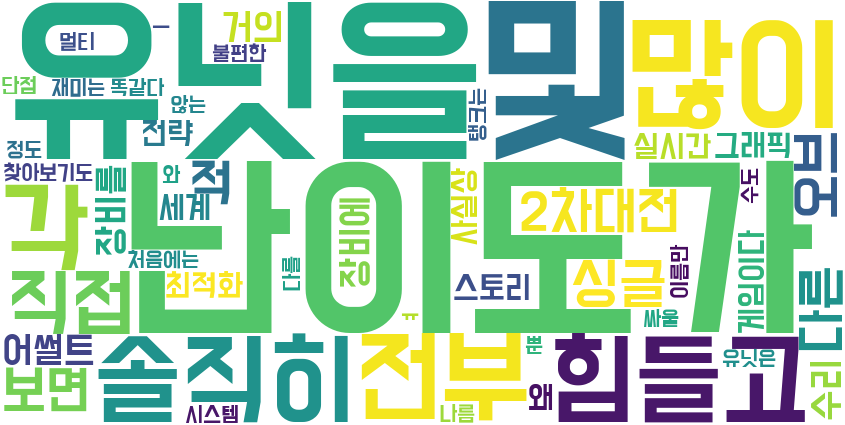 유닛을
및
많이
거의
멀티
불편한
ㅡ
단점
재미는 똑같다
않는
전략
탱크는
실시간
그래픽
정도
찾아보기도
와
적
빙
장비를
세계
각
난이도가
장비에
사실상
2차대전
수도
처음에는
최적화
다를
직접
스토리
싱글
이름만
게임이다
ㅠ
싸울
다른
어썰트
보면
솔직히
전부
뿐
왜
힘들고
유닛은
수리
시스템
나름